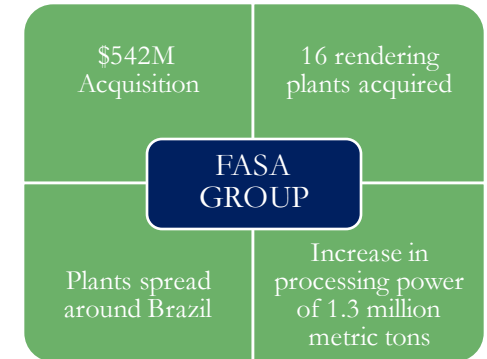 $542M
Acquisition
16 rendering
plants acquired
FASA
GROUP
Plants spread
around Brazil
Increase in
processing power
of 1.3 million
metric tons